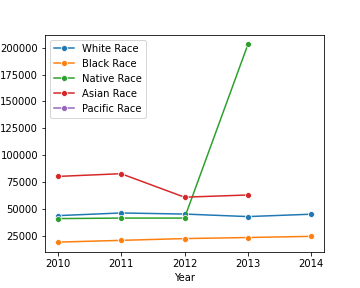 200000
175000
150000
125000
100000
75000
50000
25000
White Race
Black Race
Native Race
Asian Race
Pacific Race
2010 2011 2012 2013 2014
Year